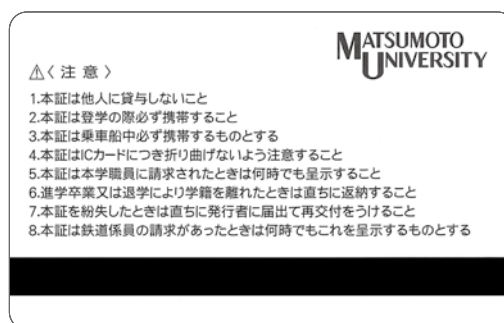 MATSUMOTO
UNIVERSITY
⚠〈 注 意 〉
1.本証は他人に貸与しないこと
2.本証は登学の際必ず携帯すること
3.本証は乗車船中必ず携帯するものとする
4.本証はICカードにつき折り曲げないよう注意すること
5.本証は本学職員に請求されたときは何時でも呈示すること
6.進学卒業又は退学により学籍を離れたときは直ちに返納すること
7.本証を紛失したときは直ちに発行者に届出て再交付をうけること
8.本証は鉄道係員の請求があったときは何時でもこれを呈示するものとする